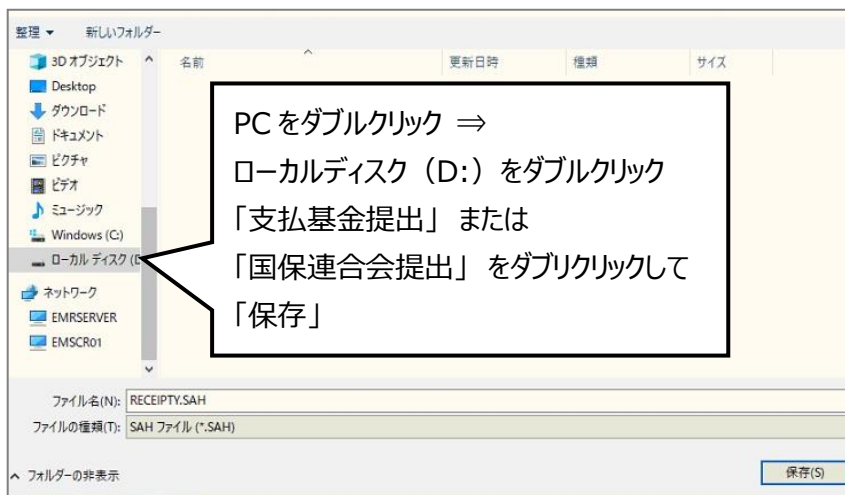 整理 ▼ 新しいフォルダー
3D オブジェクト
Desktop
ダウンロード
ドキュメント
ピクチャ
ビデオ
ミュージック
Windows (C:)
ローカル ディスク (D
ネットワーク
EMRSERVER
EMSCR01
名前 更新日時 種類 サイズ
PC をダブルクリック ⇒
ローカルディスク（D:）をダブルクリック
「支払基金提出」または
「国保連合会提出」をダブリクリックして
「保存」
ファイル名(N): RECEIPTY.SAH
ファイルの種類(T): SAH ファイル (*.SAH)
フォルダーの非表示
保存(S)